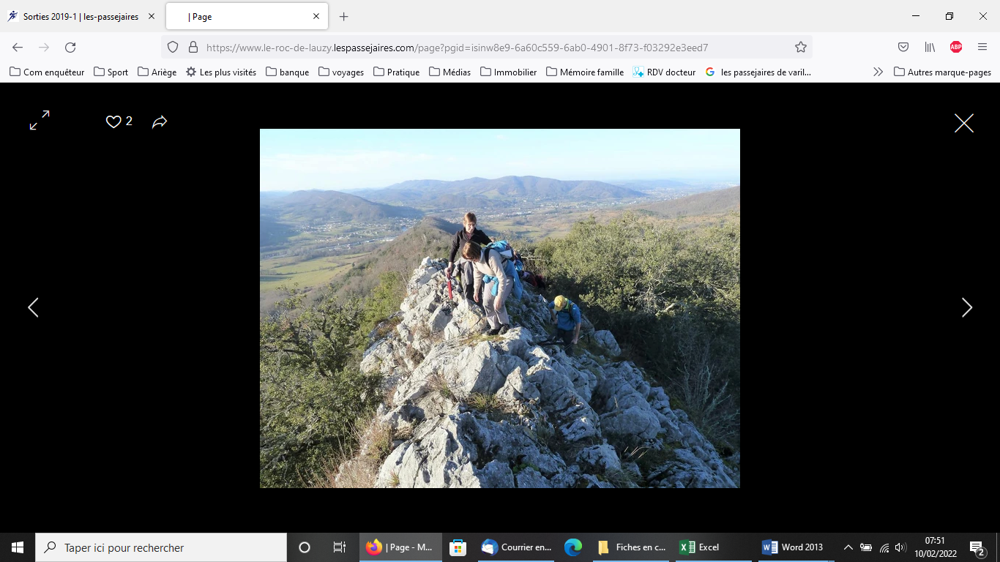 Sorties 2019-1 | les-passejaires
| Page
https://www.le-roc-de-lauzy.lespassejaires.com/page?pgid=isinw8e9-6a60c559-6ab0-4901-8f73-f03292e3eed7
ABP
Com enquêteur Sport Ariège Les plus visités banque voyages Pratique Médias Immobilier Mémoire famille RDV docteur les passejaires de varil... Autres marque-pages
2
Taper ici pour rechercher
| Page - M... Courrier en... Fiches en c... Excel Word 2013
07:51
10/02/2022
2